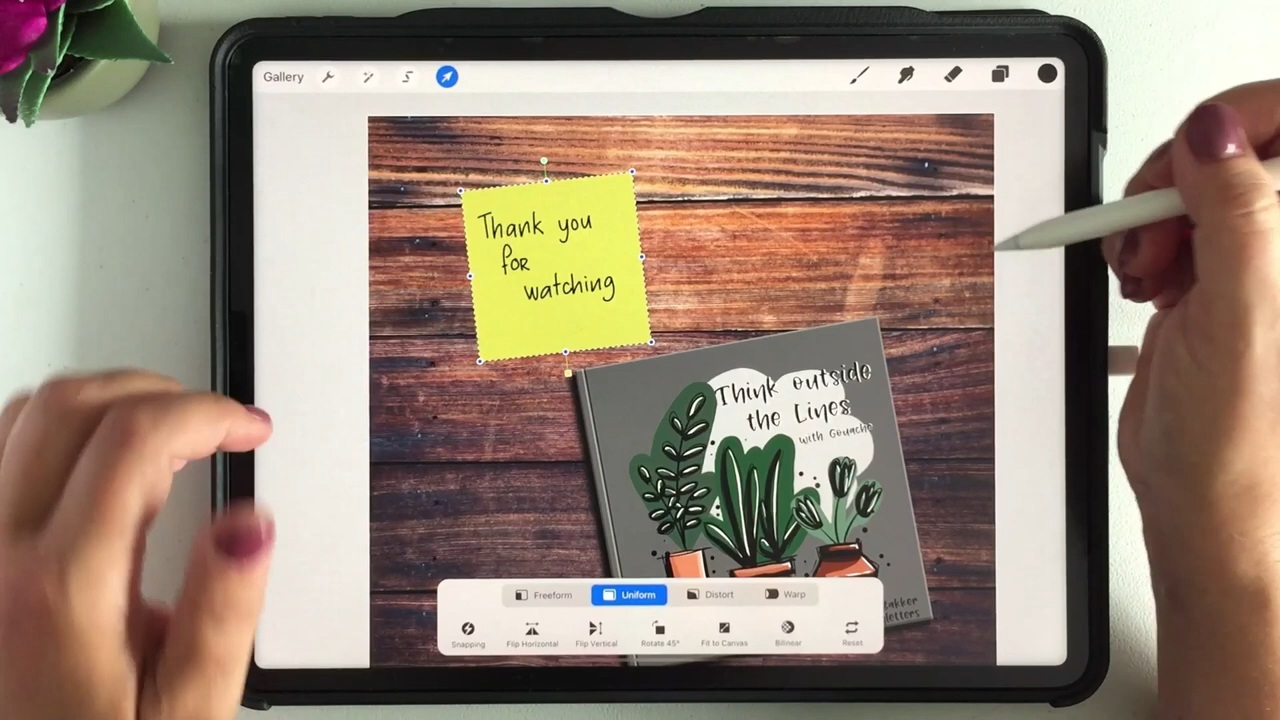 Gallery
Thank you
for
watching
Think outside
the Lines
with Gouache
Freeform
Uniform
Distort
Warp
Snapping
Flip Horizontal
Flip Vertical
Rotate 45°
Fit to Canvas
Bilinear
Reset
letters